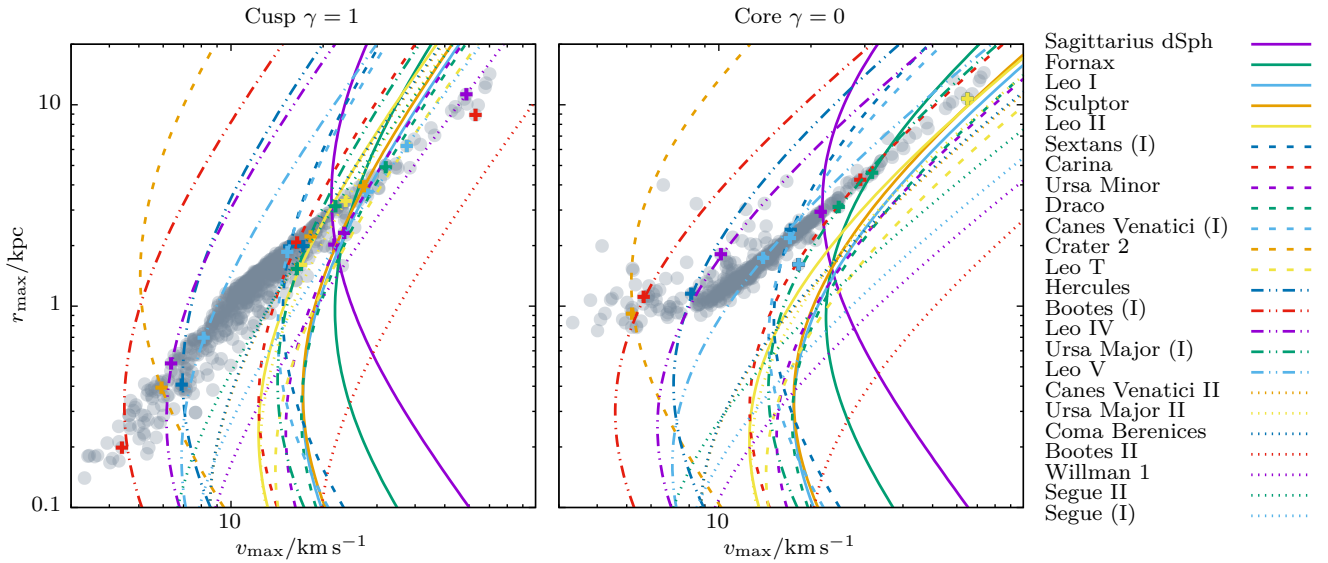 Cusp γ = 1
Core γ = 0
10
1
0.1
r_max/kpc
10
v_max/km s⁻¹
10
v_max/km s⁻¹
Sagittarius dSph
Fornax
Leo I
Sculptor
Leo II
Sextans (I)
Carina
Ursa Minor
Draco
Canes Venatici (I)
Crater 2
Leo T
Hercules
Bootes (I)
Leo IV
Ursa Major (I)
Leo V
Canes Venatici II
Ursa Major II
Coma Berenices
Bootes II
Willman 1
Segue II
Segue (I)